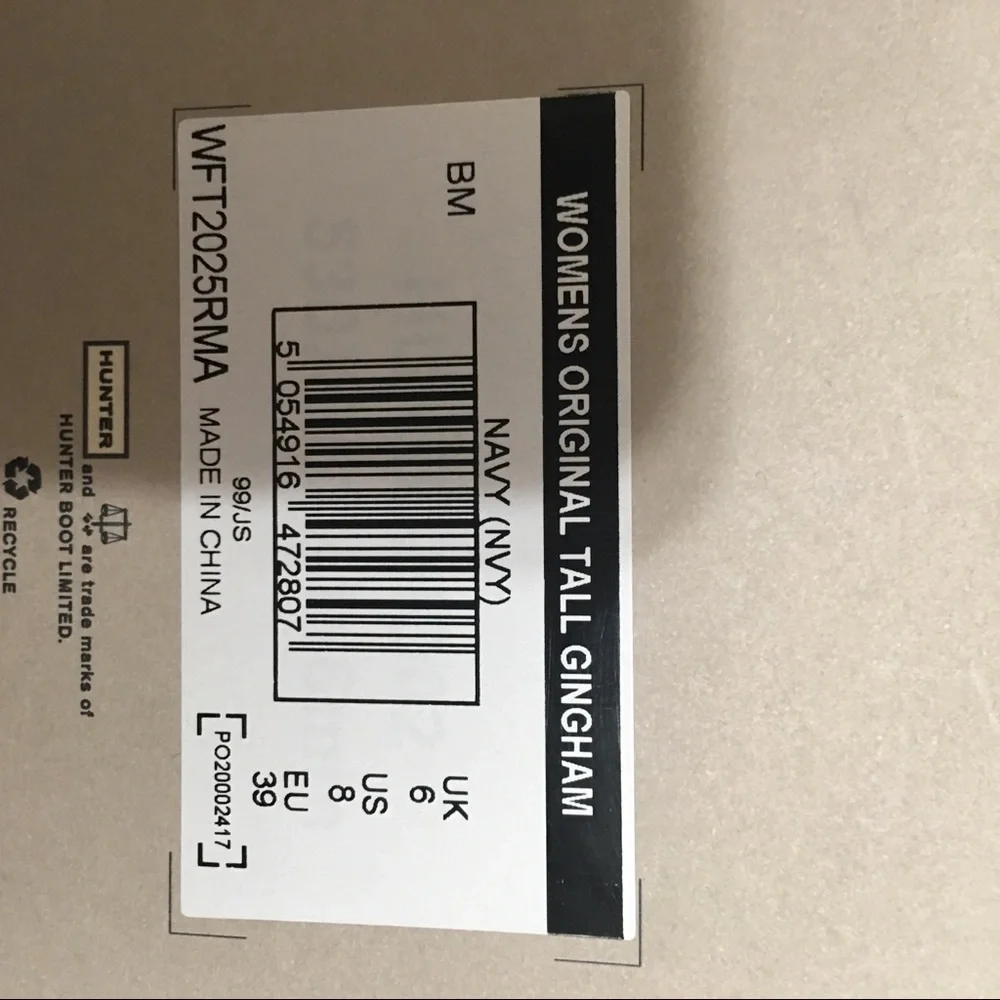 WOMENS ORIGINAL TALL GINGHAM
BM
NAVY (NVY)
5 054916 472807
UK
6
US
8
EU
39
99/JS
WFT2025RMA MADE IN CHINA
PO20002417
HUNTER and are trade marks of
HUNTER BOOT LIMITED.
RECYCLE